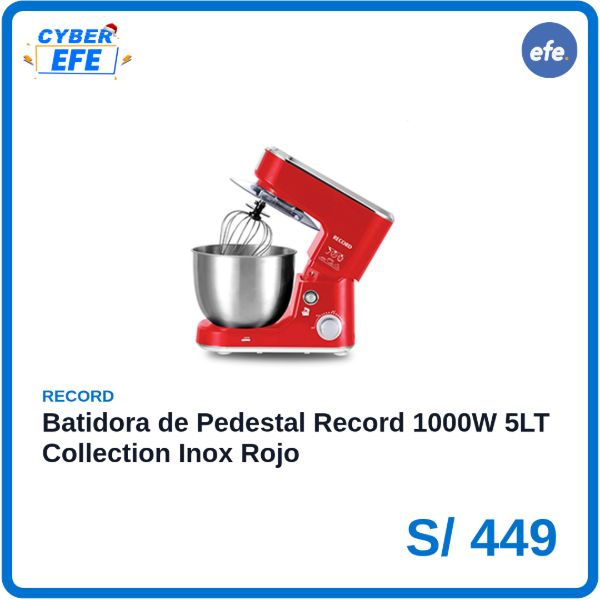 CYBER
EFE
efe.
RECORD
RECORD
Batidora de Pedestal Record 1000W 5LT
Collection Inox Rojo
S/ 449